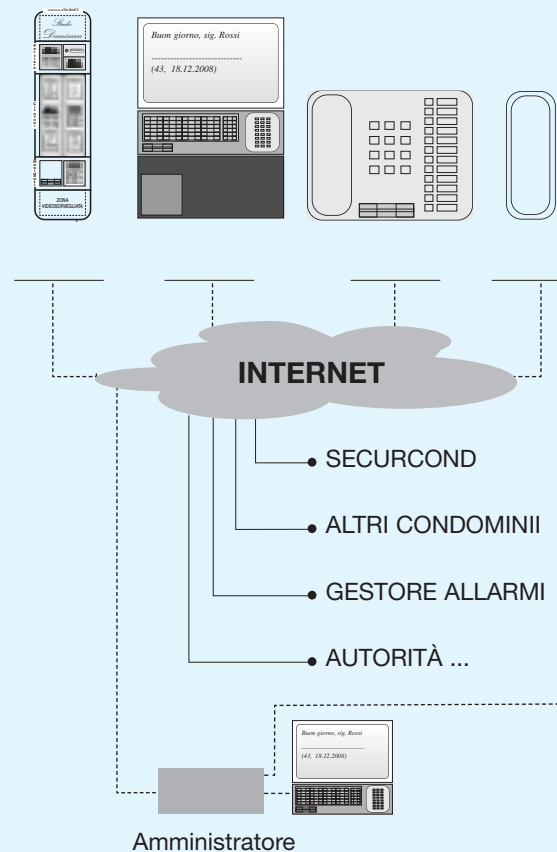 Studio
Damiano
ZONA
VIDEOSORVEGLIATA
Buon giorno, sig. Rossi
----------------------------
(43, 18.12.2008)
INTERNET
SECURCOND
ALTRI CONDOMINII
GESTORE ALLARMI
AUTORITÀ ...
Buon giorno, sig. Rossi
----------------------------
(43, 18.12.2008)
Amministratore